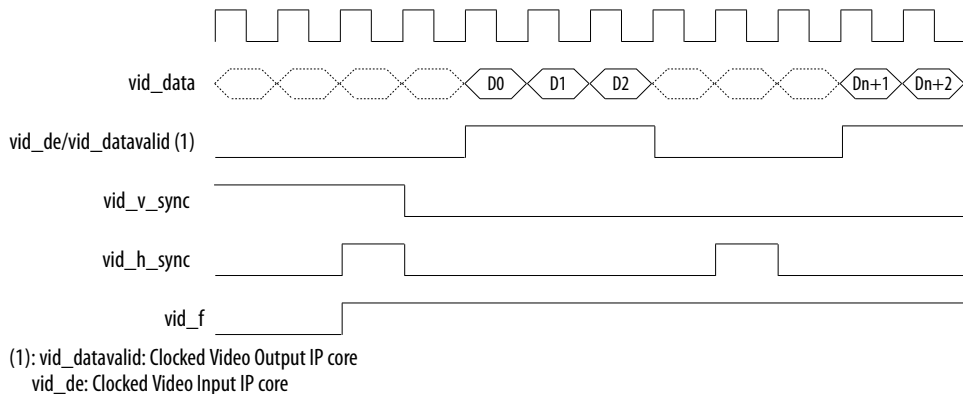 vid_data D0 D1 D2 Dn+1 Dn+2
vid_de/vid_datavalid (1)
vid_v_sync
vid_h_sync
vid_f
(1): vid_datavalid: Clocked Video Output IP core
vid_de: Clocked Video Input IP core